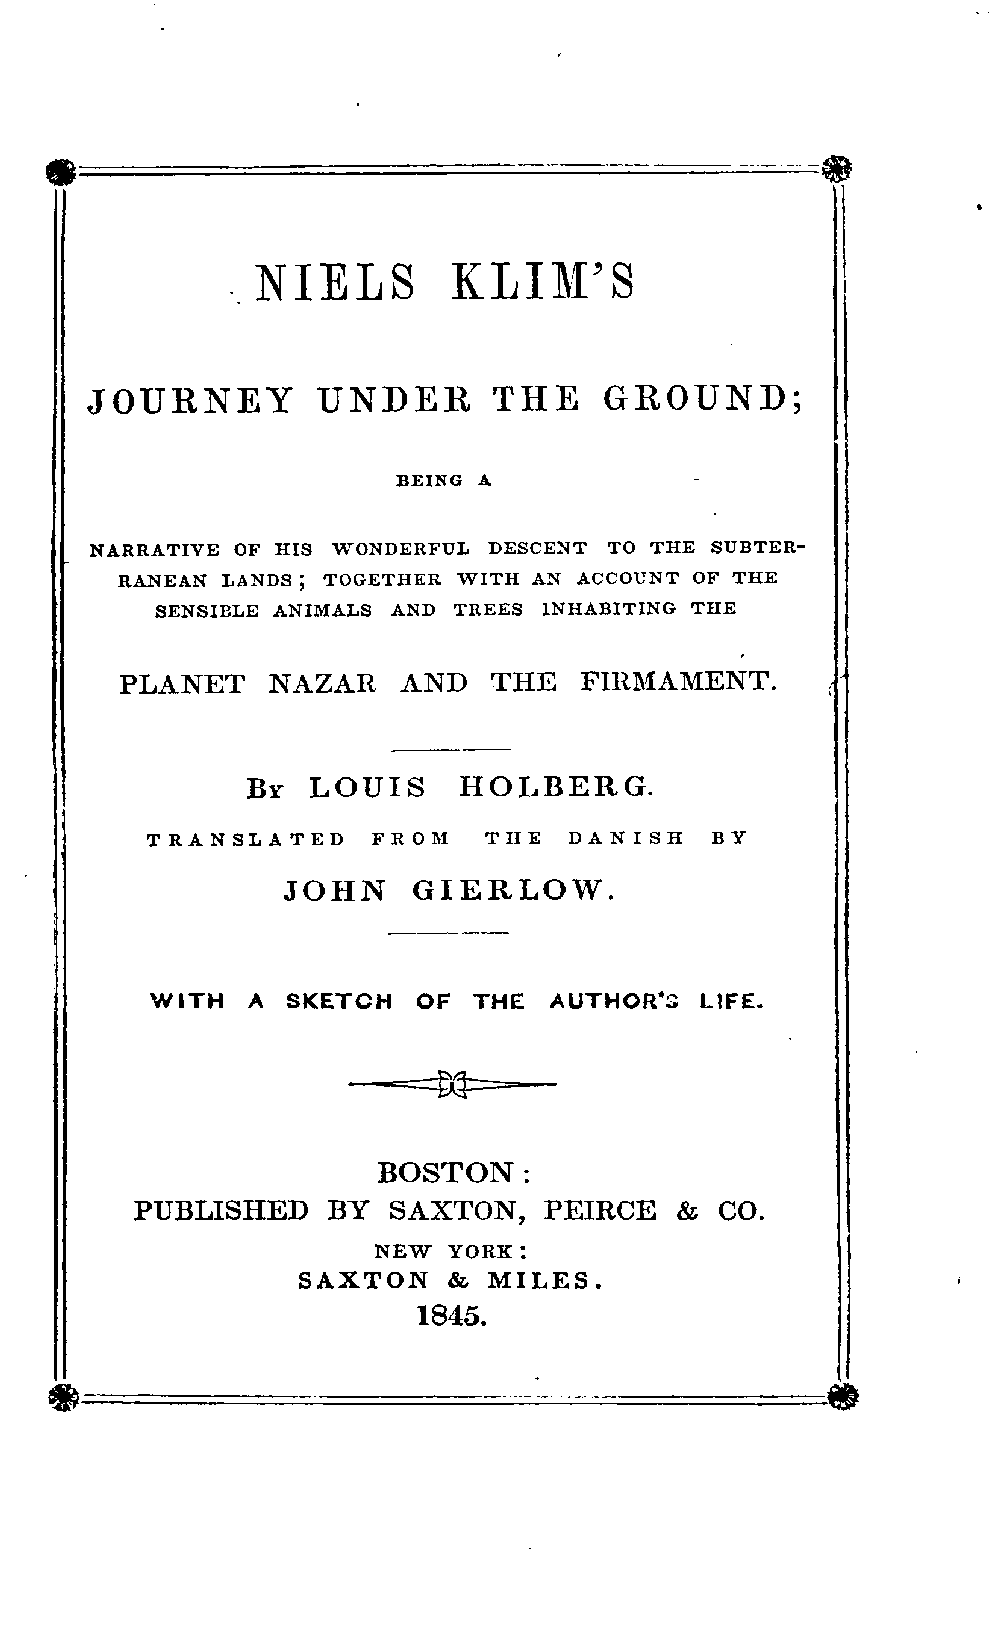 NIELS KLIM'S
JOURNEY UNDER THE GROUND;
BEING A
NARRATIVE OF HIS WONDERFUL DESCENT TO THE SUBTER-
RANEAN LANDS; TOGETHER WITH AN ACCOUNT OF THE
SENSIBLE ANIMALS AND TREES INHABITING THE
PLANET NAZAR AND THE FIRMAMENT.
BY LOUIS HOLBERG.
TRANSLATED FROM THE DANISH BY
JOHN GIERLOW.
WITH A SKETCH OF THE AUTHOR'S LIFE.
BOSTON:
PUBLISHED BY SAXTON, PEIRCE & CO.
NEW YORK:
SAXTON & MILES.
1845.